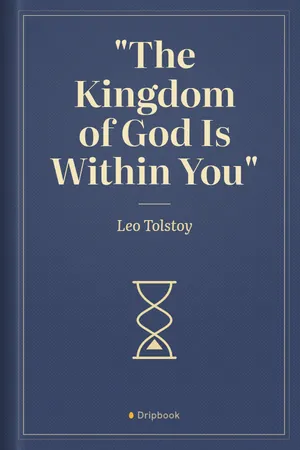 "The
Kingdom
of God Is
Within You"
Leo Tolstoy
Dripbook